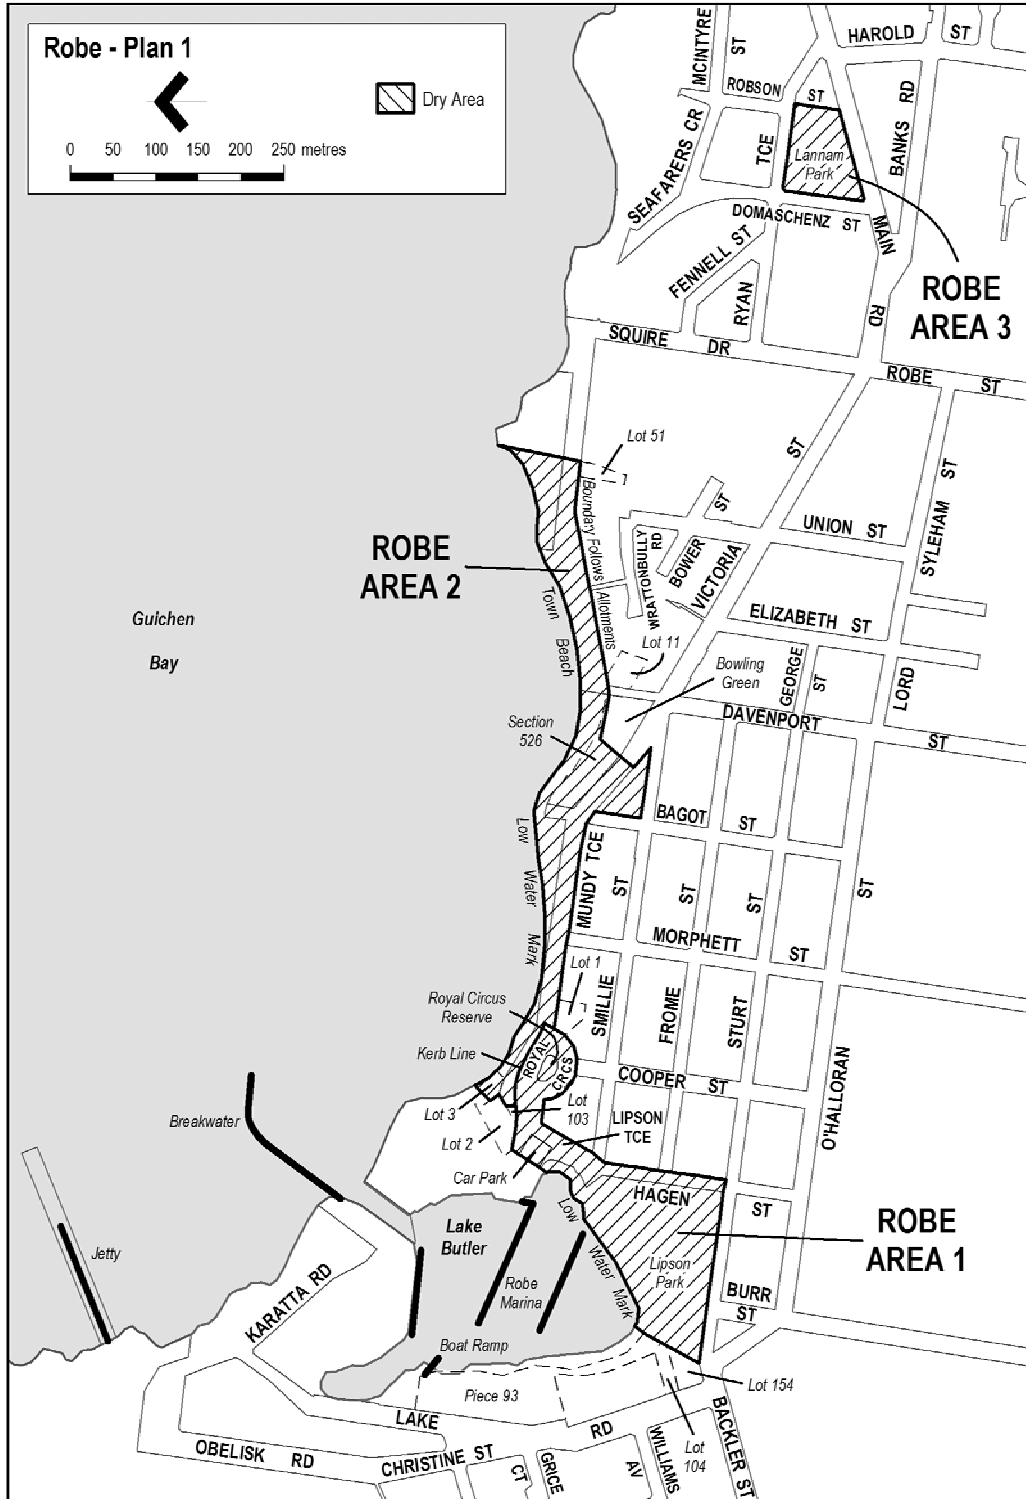 Robe - Plan 1
Dry Area
0 50 100 150 200 250 metres
MCINTYRE
ST
HAROLD ST
ROBSON
ST
SEAFARERS CR
TCE
BANKS RD
Lannam
Park
DOMASCHENZ ST
MAIN
RD
FENNELL ST
RYAN
ROBE
AREA 3
SQUIRE DR
ROBE ST
Lot 51
ST
SYLEHAM ST
ST
UNION ST
Boundary Follows Allotments
ROBE
AREA 2
WRATTONBULLY
RD
BOWER
VICTORIA
Town
Beach
ELIZABETH ST
Guichen
Bay
Lot 11
Bowling
Green
GEORGE
ST
LORD
DAVENPORT
ST
Section
526
BAGOT
ST
Low
Water
Mark
MUNDY TCE
ST
ST
ST
ST
MORPHETT
ST
Lot 1
Royal Circus
Reserve
SMILLIE
FROME
STURT
Kerb Line
ROYAL
CRCS
COOPER ST
O'HALLORAN
Lot 3
Lot
103
LIPSON
TCE
Breakwater
Lot 2
Car Park
HAGEN
ST
Low
Water
Mark
Lake
Butler
ROBE
AREA 1
Jetty
Lipson
Park
KARATTA RD
Robe
Marina
BURR
ST
Boat Ramp
Piece 93
Lot 154
LAKE
RD
BACKLER ST
OBELISK RD
CHRISTINE ST
WILLIAMS
AV
Lot
104
CT
GRICE